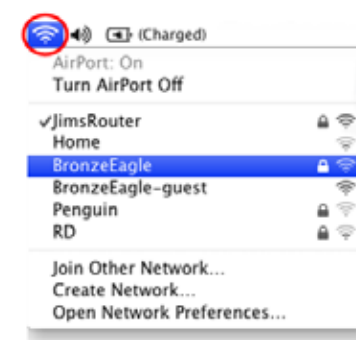 (Charged)
AirPort: On
Turn AirPort Off
✓JimsRouter
Home
BronzeEagle
BronzeEagle-guest
Penguin
RD
Join Other Network...
Create Network...
Open Network Preferences...